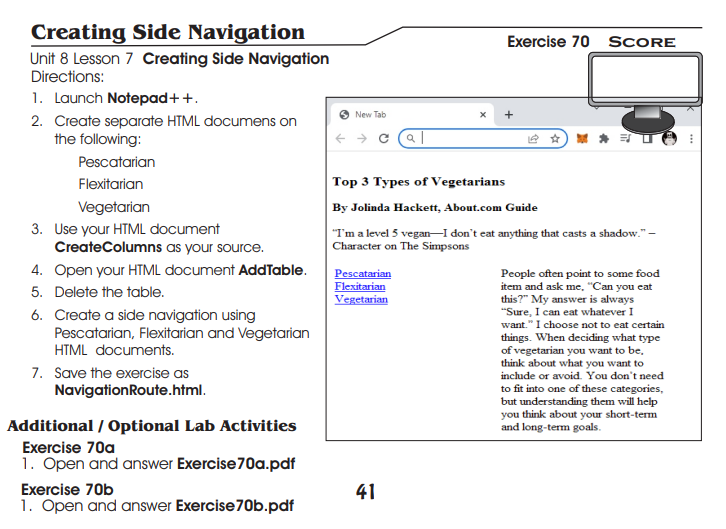 Creating Side Navigation
Exercise 70 SCORE
Unit 8 Lesson 7 Creating Side Navigation
Directions:
1. Launch Notepad++.
2. Create separate HTML documens on
the following:
Pescatarian
Flexitarian
Vegetarian
3. Use your HTML document
CreateColumns as your source.
4. Open your HTML document AddTable.
5. Delete the table.
6. Create a side navigation using
Pescatarian, Flexitarian and Vegetarian
HTML documents.
7. Save the exercise as
NavigationRoute.html.
Additional / Optional Lab Activities
Exercise 70a
1. Open and answer Exercise70a.pdf
Exercise 70b
1. Open and answer Exercise70b.pdf
New Tab
Top 3 Types of Vegetarians
By Jolinda Hackett, About.com Guide
"I'm a level 5 vegan—I don't eat anything that casts a shadow." –
Character on The Simpsons
Pescatarian
Flexitarian
Vegetarian
People often point to some food
item and ask me, "Can you eat
this?" My answer is always
"Sure, I can eat whatever I
want." I choose not to eat certain
things. When deciding what type
of vegetarian you want to be,
think about what you want to
include or avoid. You don't need
to fit into one of these categories,
but understanding them will help
you think about your short-term
and long-term goals.
41